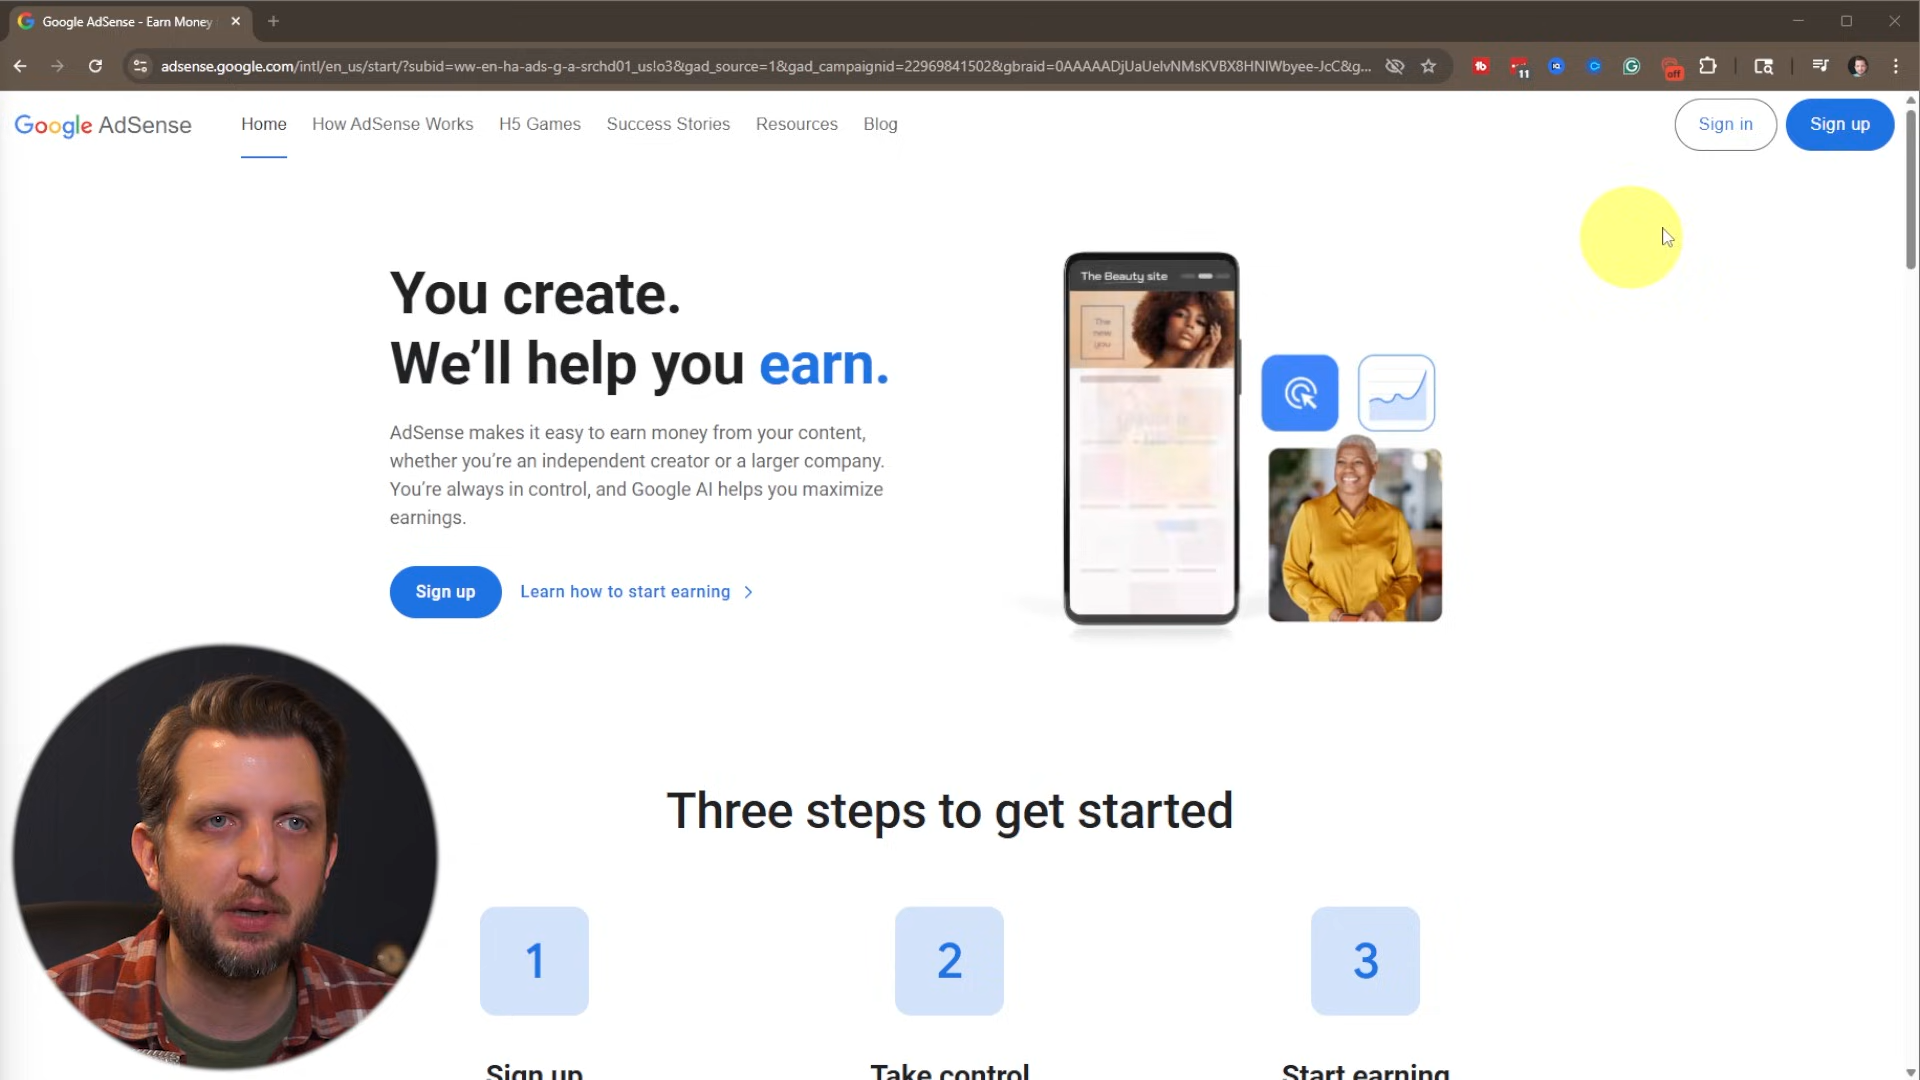 Google AdSense - Earn Money
adsense.google.com/intl/en_us/start/?subid=ww-en-ha-ads-g-a-srchd01_us!o3&gad_source=1&gad_campaignid=22969841502&gbraid=0AAAAADjUaUelvNMsKVBX8HNIWbyee-JcC&g...
11
off
Google AdSense
Home
How AdSense Works
H5 Games
Success Stories
Resources
Blog
Sign in
Sign up
You create.
We’ll help you earn.
AdSense makes it easy to earn money from your content,
whether you’re an independent creator or a larger company.
You’re always in control, and Google AI helps you maximize
earnings.
Sign up
Learn how to start earning
The Beauty site
The
new
you
Three steps to get started
1
2
3
Sign up
Take control
Start earning